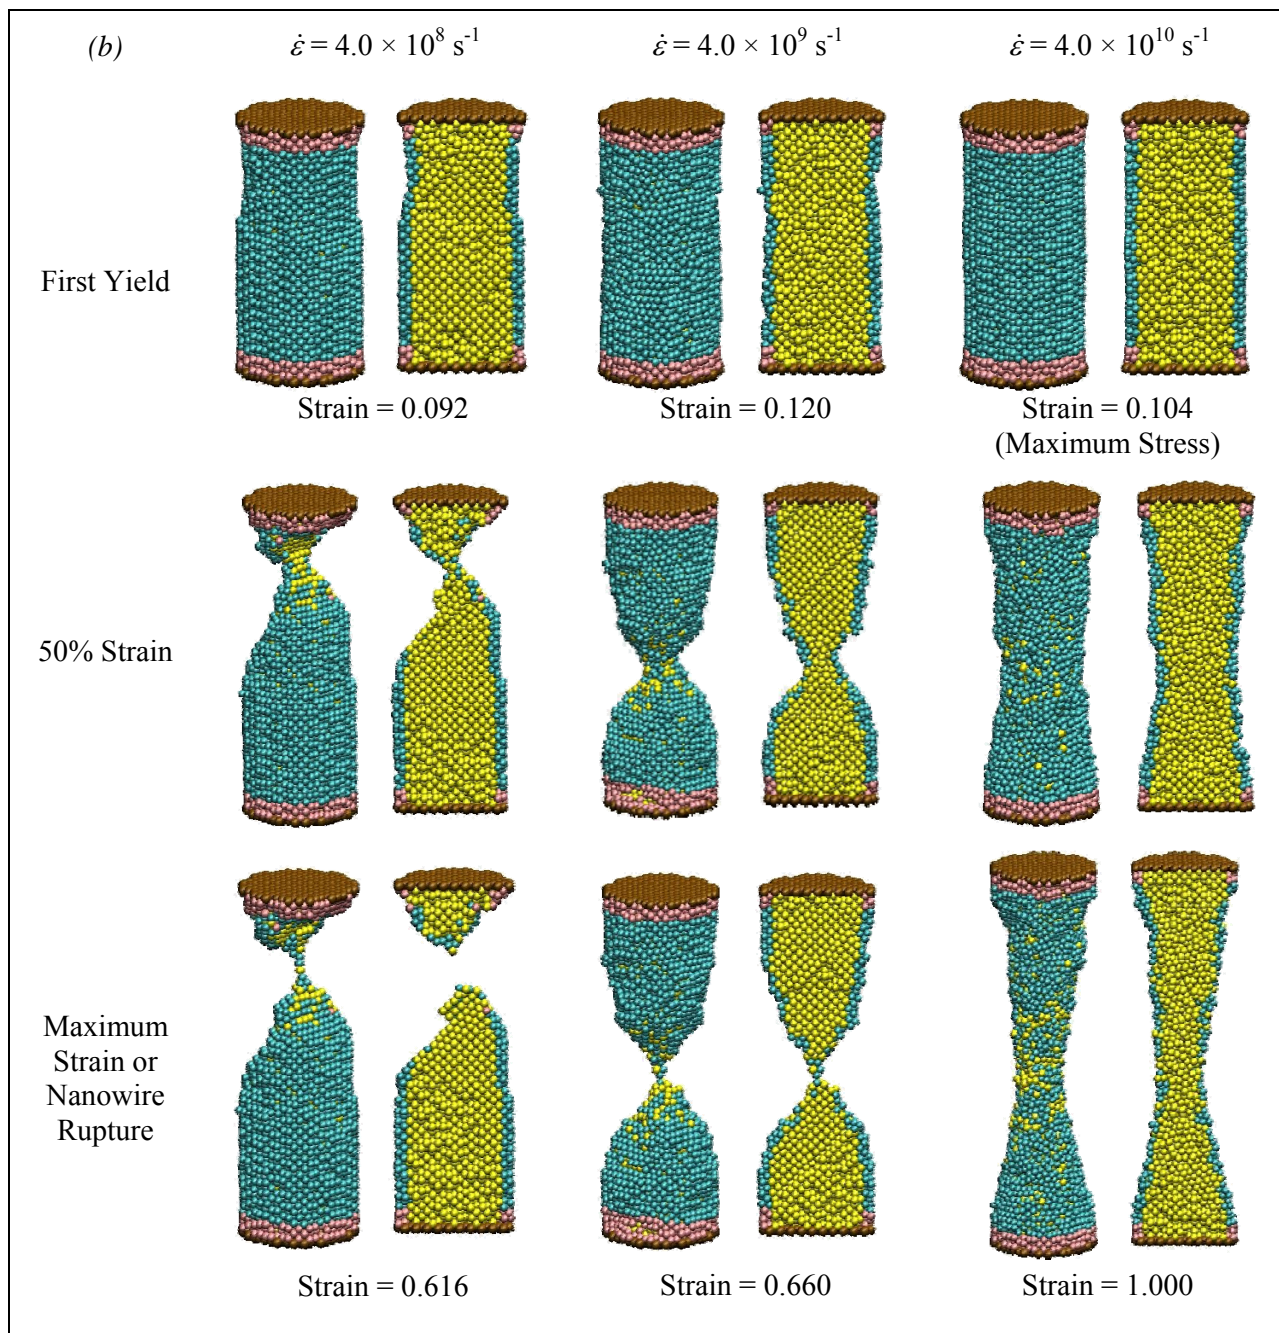 (b)
ε̇ = 4.0 × 10⁸ s⁻¹
ε̇ = 4.0 × 10⁹ s⁻¹
ε̇ = 4.0 × 10¹⁰ s⁻¹
First Yield
Strain = 0.092
Strain = 0.120
Strain = 0.104
(Maximum Stress)
50% Strain
Maximum
Strain or
Nanowire
Rupture
Strain = 0.616
Strain = 0.660
Strain = 1.000